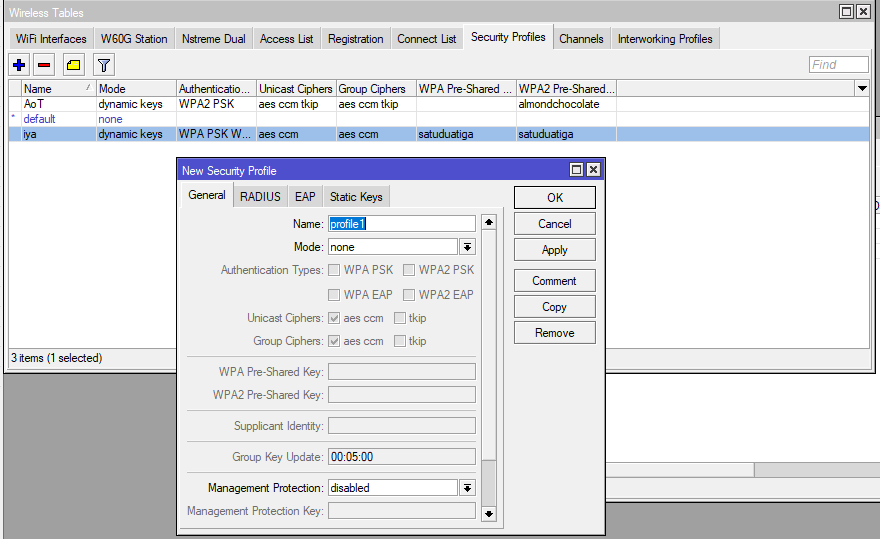 Wireless Tables
WiFi Interfaces W60G Station Nstreme Dual Access List Registration Connect List Security Profiles Channels Interworking Profiles
Find
Name Mode Authenticatio... Unicast Ciphers Group Ciphers WPA Pre-Shared ... WPA2 Pre-Shared...
AoT dynamic keys WPA2 PSK aes ccm tkip aes ccm tkip almondchocolate
* default none
iya dynamic keys WPA PSK W... aes ccm aes ccm satuduatiga satuduatiga
New Security Profile
General RADIUS EAP Static Keys
OK
Name: profile1
Cancel
Mode: none
Apply
Authentication Types: WPA PSK WPA2 PSK
Comment
WPA EAP WPA2 EAP
Copy
Unicast Ciphers: aes ccm tkip
Remove
Group Ciphers: aes ccm tkip
3 items (1 selected)
WPA Pre-Shared Key:
WPA2 Pre-Shared Key:
Supplicant Identity:
Group Key Update: 00:05:00
Management Protection: disabled
Management Protection Key: